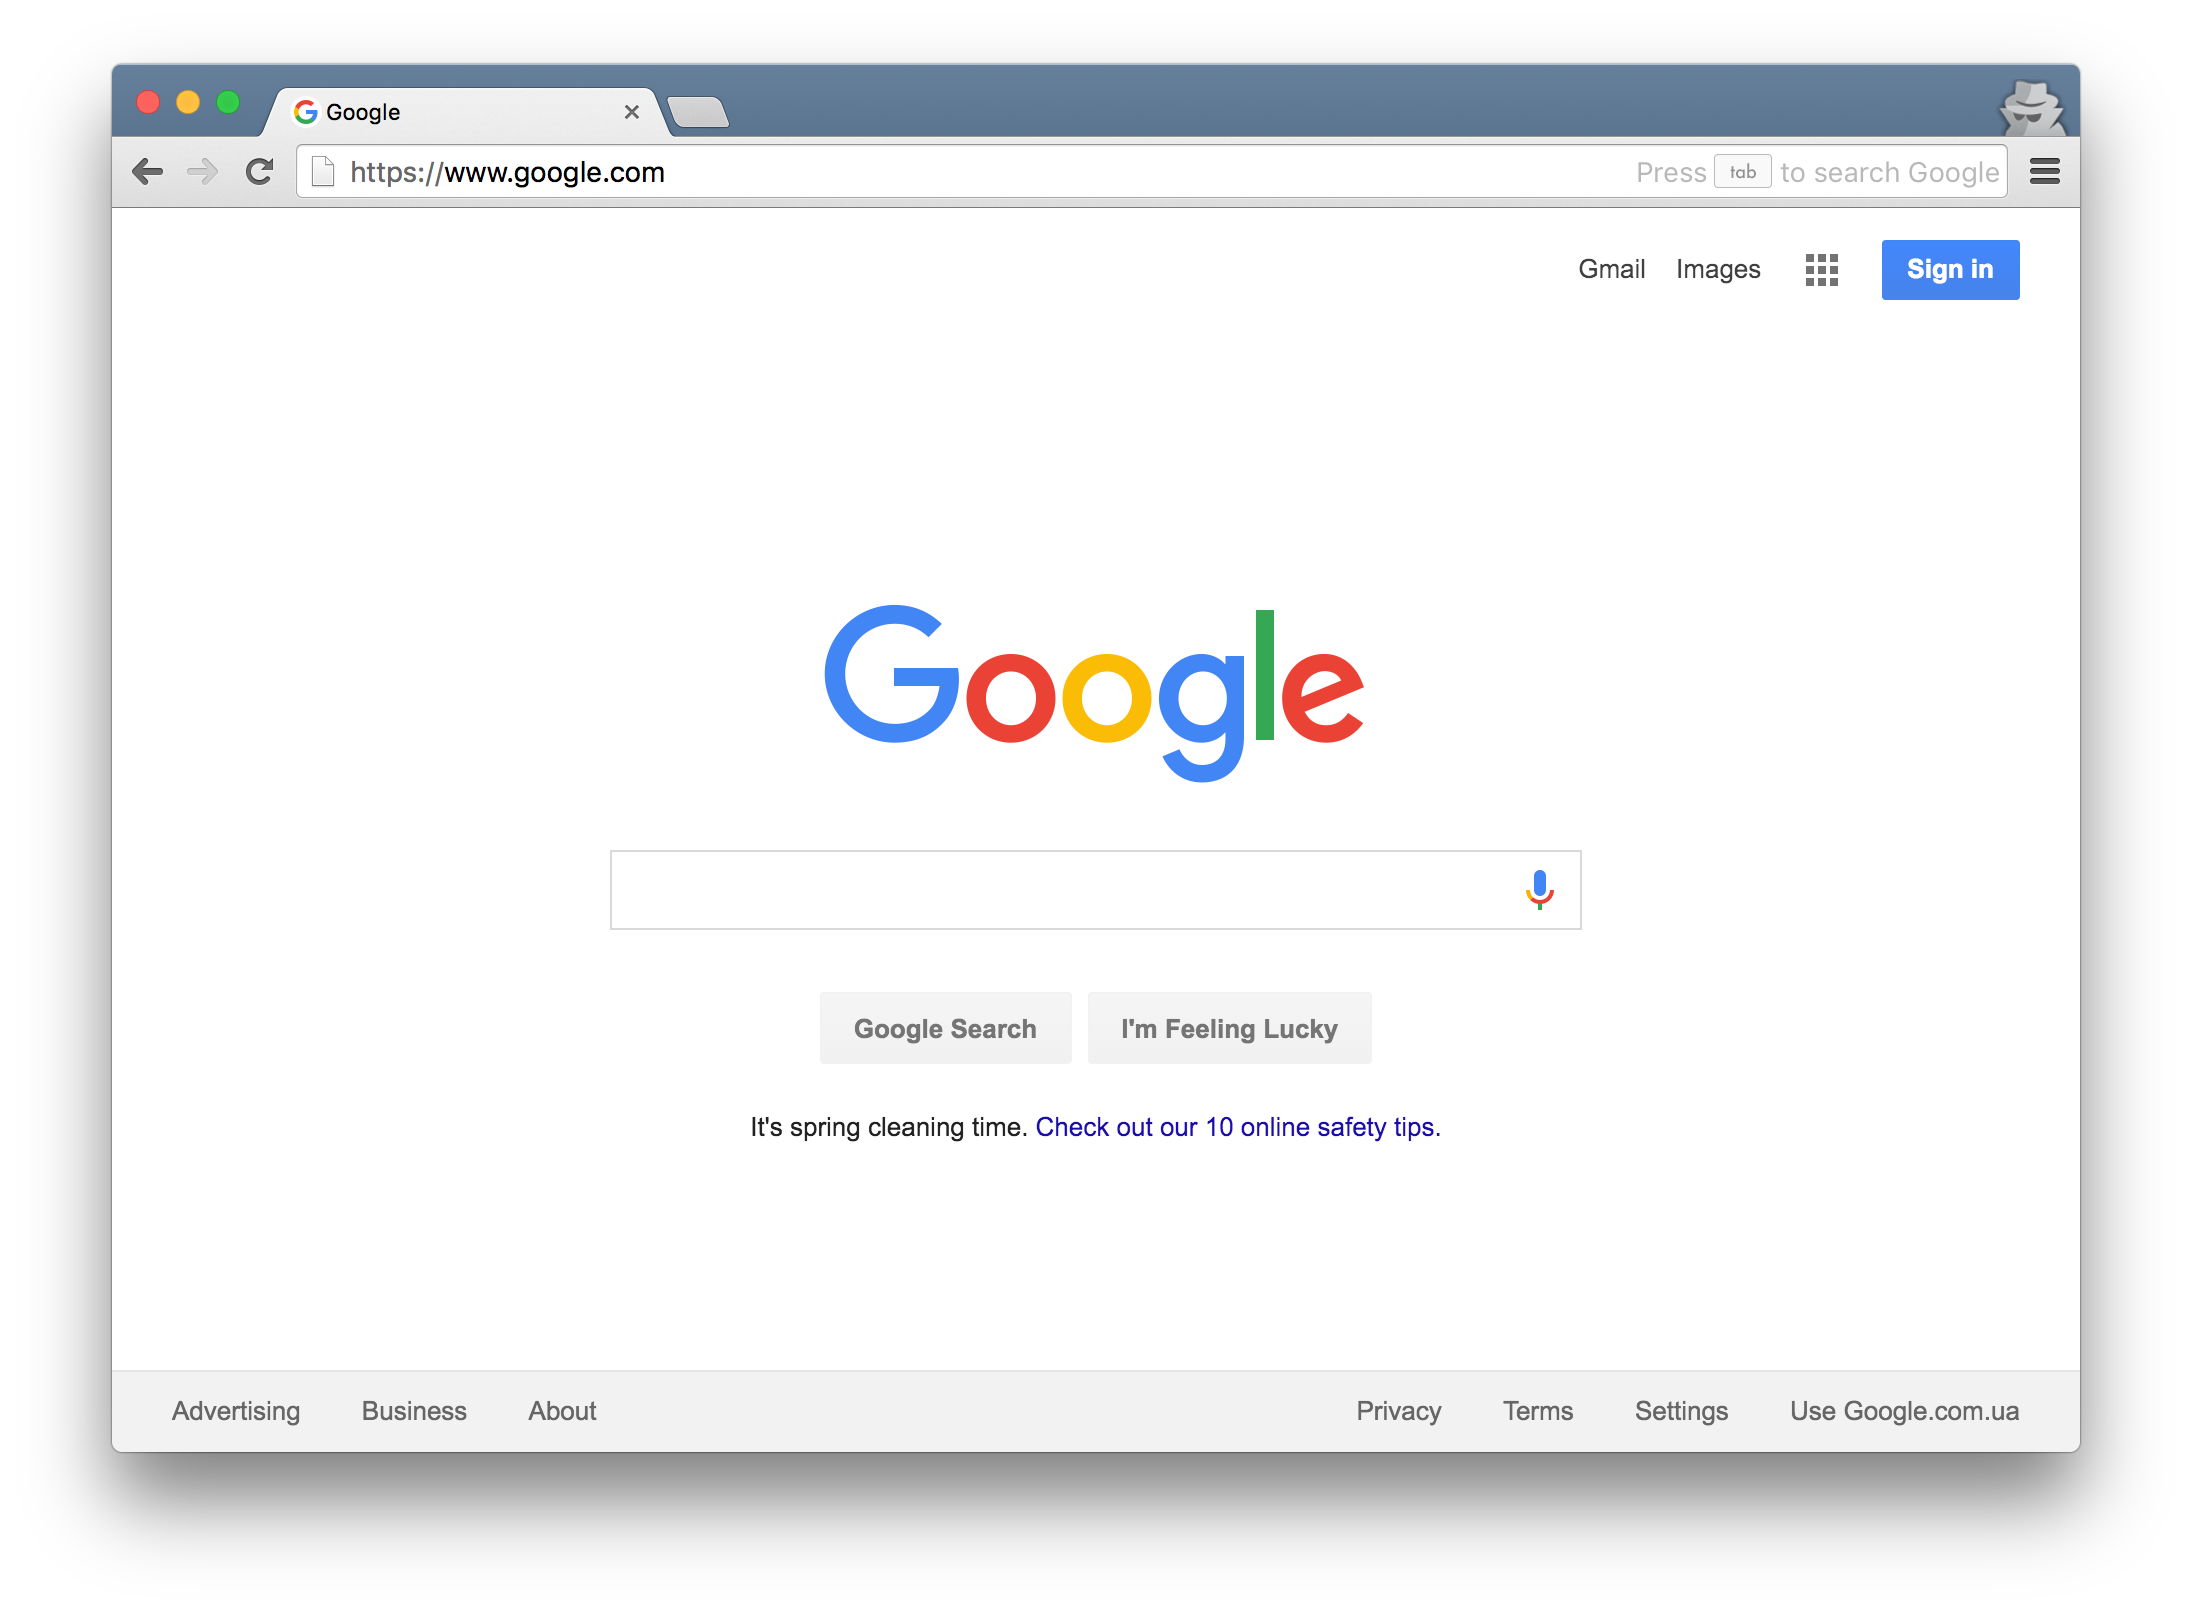 Google
https://www.google.com Press tab to search Google
Gmail Images Sign in
Google
Google Search I'm Feeling Lucky
It's spring cleaning time. Check out our 10 online safety tips.
Advertising Business About Privacy Terms Settings Use Google.com.ua